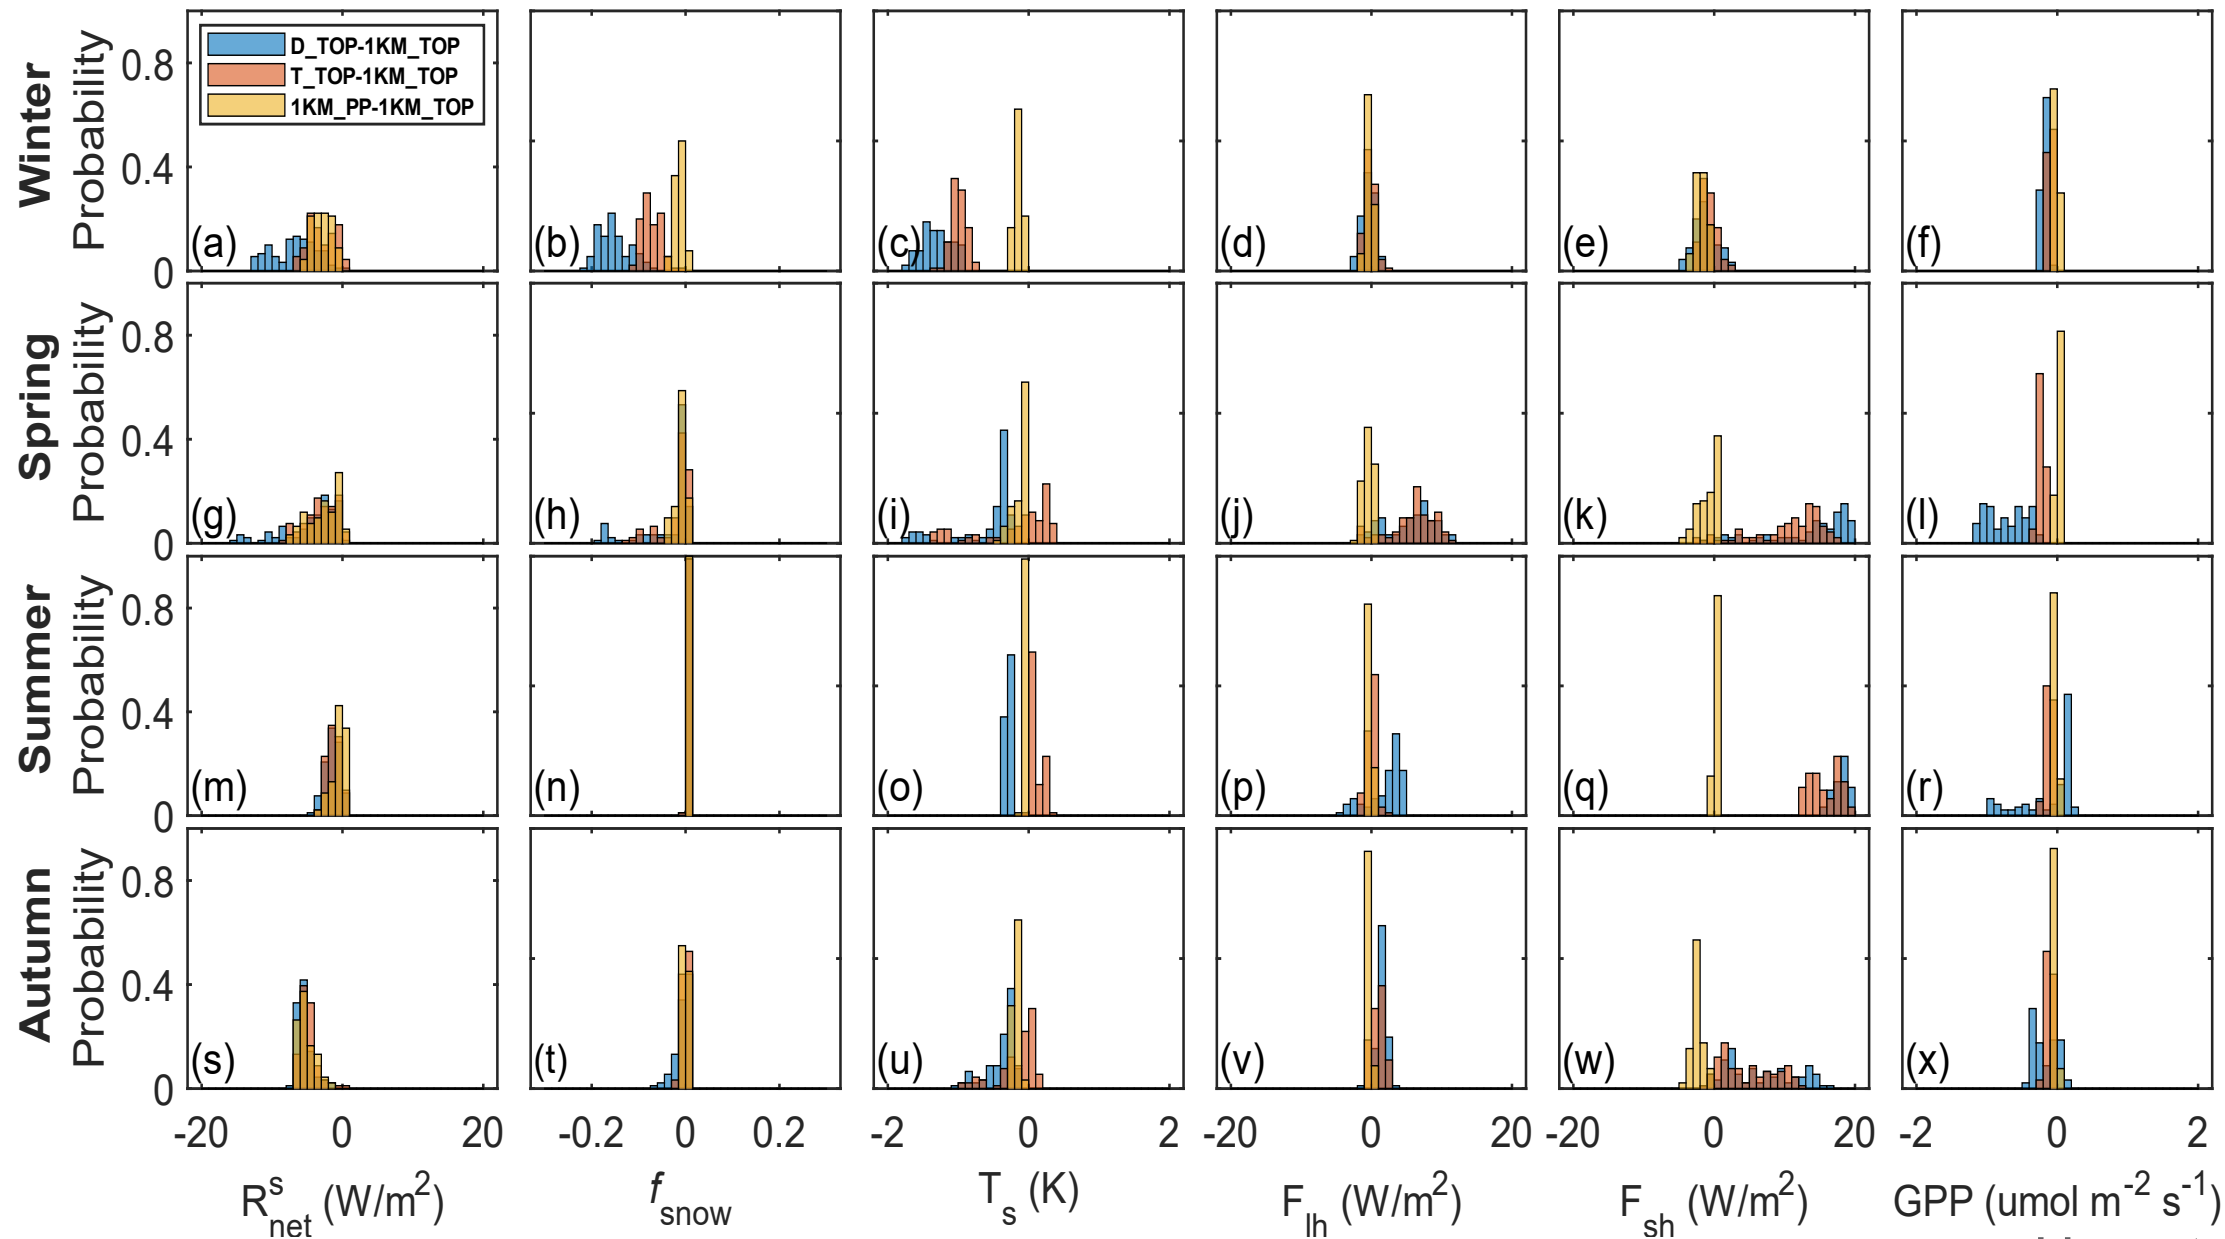 Winter
Probability
0.8
0.4
0
D_TOP-1KM_TOP
T_TOP-1KM_TOP
1KM_PP-1KM_TOP
(a)
(b)
(c)
(d)
(e)
(f)
Spring
Probability
0.8
0.4
0
(g)
(h)
(i)
(j)
(k)
(l)
Summer
Probability
0.8
0.4
0
(m)
(n)
(o)
(p)
(q)
(r)
Autumn
Probability
0.8
0.4
0
(s)
(t)
(u)
(v)
(w)
(x)
-20 0 20 -0.2 0 0.2 -2 0 2 -20 0 20 -20 0 20 -2 0 2
R^s_net (W/m^2)
f_snow
T_s (K)
F_lh (W/m^2)
F_sh (W/m^2)
GPP (umol m^-2 s^-1)